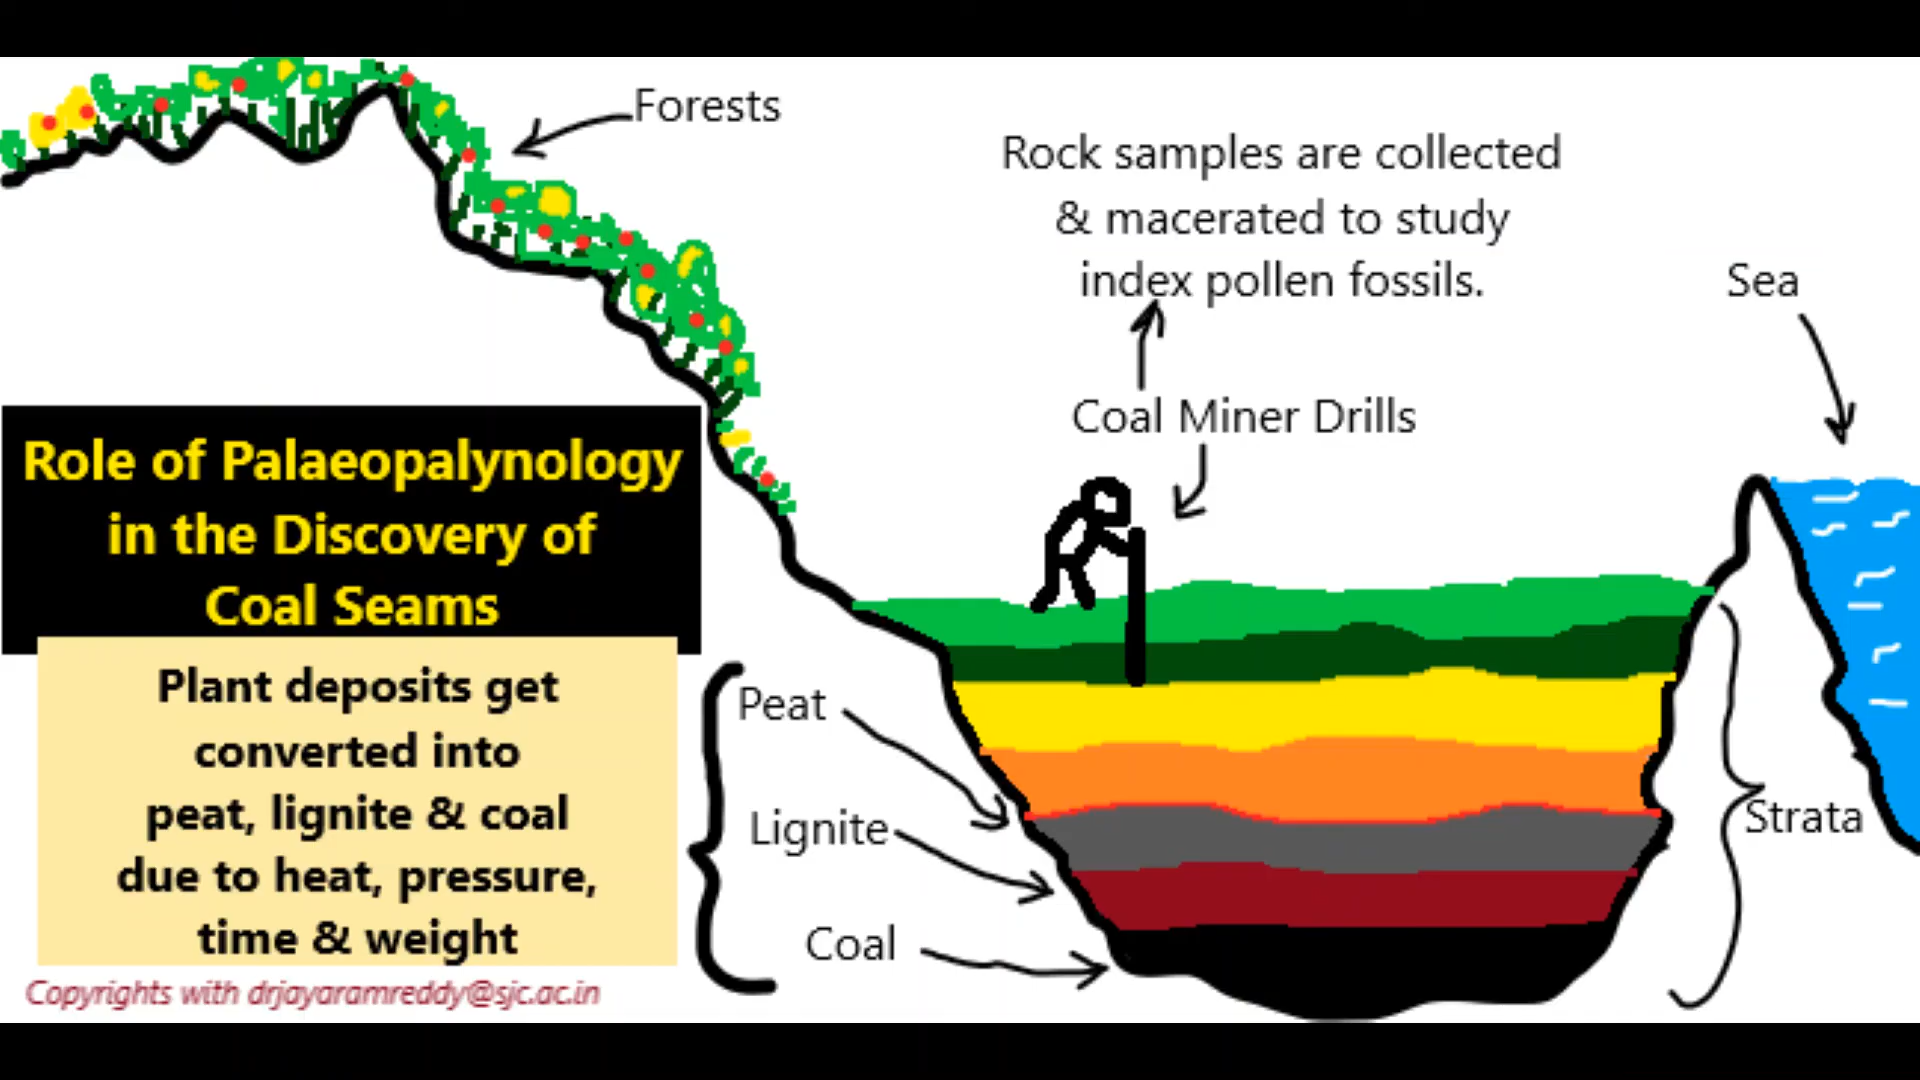 Forests
Rock samples are collected
& macerated to study
index pollen fossils.
Sea
Coal Miner Drills
Role of Palaeopalynology
in the Discovery of
Coal Seams
Plant deposits get
converted into
peat, lignite & coal
due to heat, pressure,
time & weight
Peat
Lignite
Coal
Strata
Copyrights with drjayaramreddy@sjc.ac.in